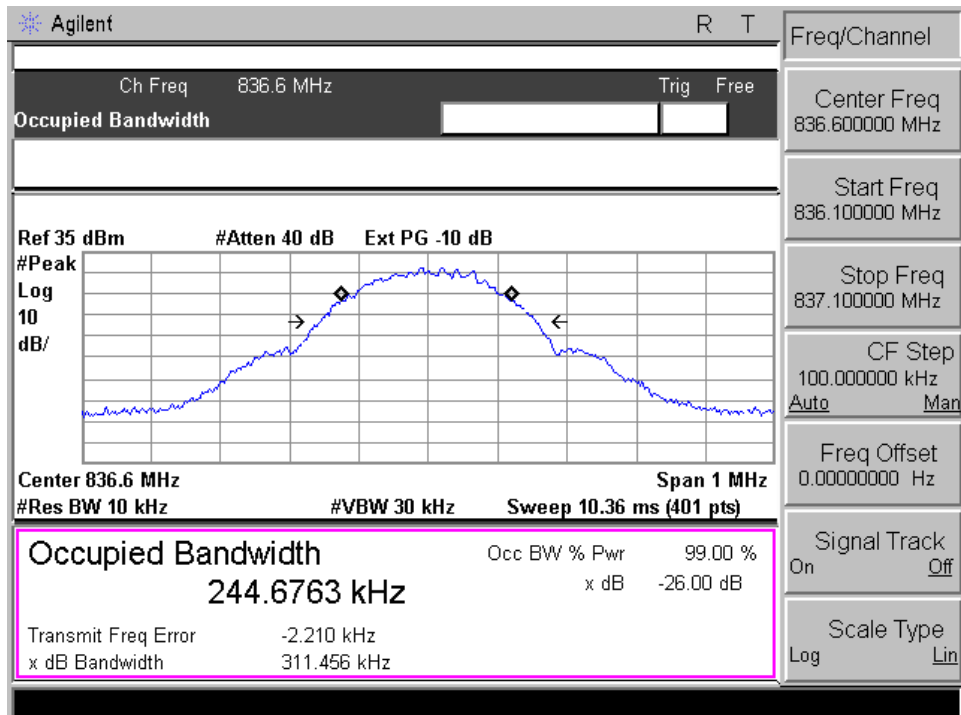 Agilent R T
Ch Freq 836.6 MHz Trig Free
Occupied Bandwidth
Ref 35 dBm #Atten 40 dB Ext PG -10 dB
#Peak
Log
10
dB/
Center 836.6 MHz Span 1 MHz
#Res BW 10 kHz #VBW 30 kHz Sweep 10.36 ms (401 pts)
Occupied Bandwidth
244.6763 kHz
Occ BW % Pwr 99.00 %
x dB -26.00 dB
Transmit Freq Error -2.210 kHz
x dB Bandwidth 311.456 kHz
Freq/Channel
Center Freq
836.600000 MHz
Start Freq
836.100000 MHz
Stop Freq
837.100000 MHz
CF Step
100.000000 kHz
Auto Man
Freq Offset
0.00000000 Hz
Signal Track
On Off
Scale Type
Log Lin